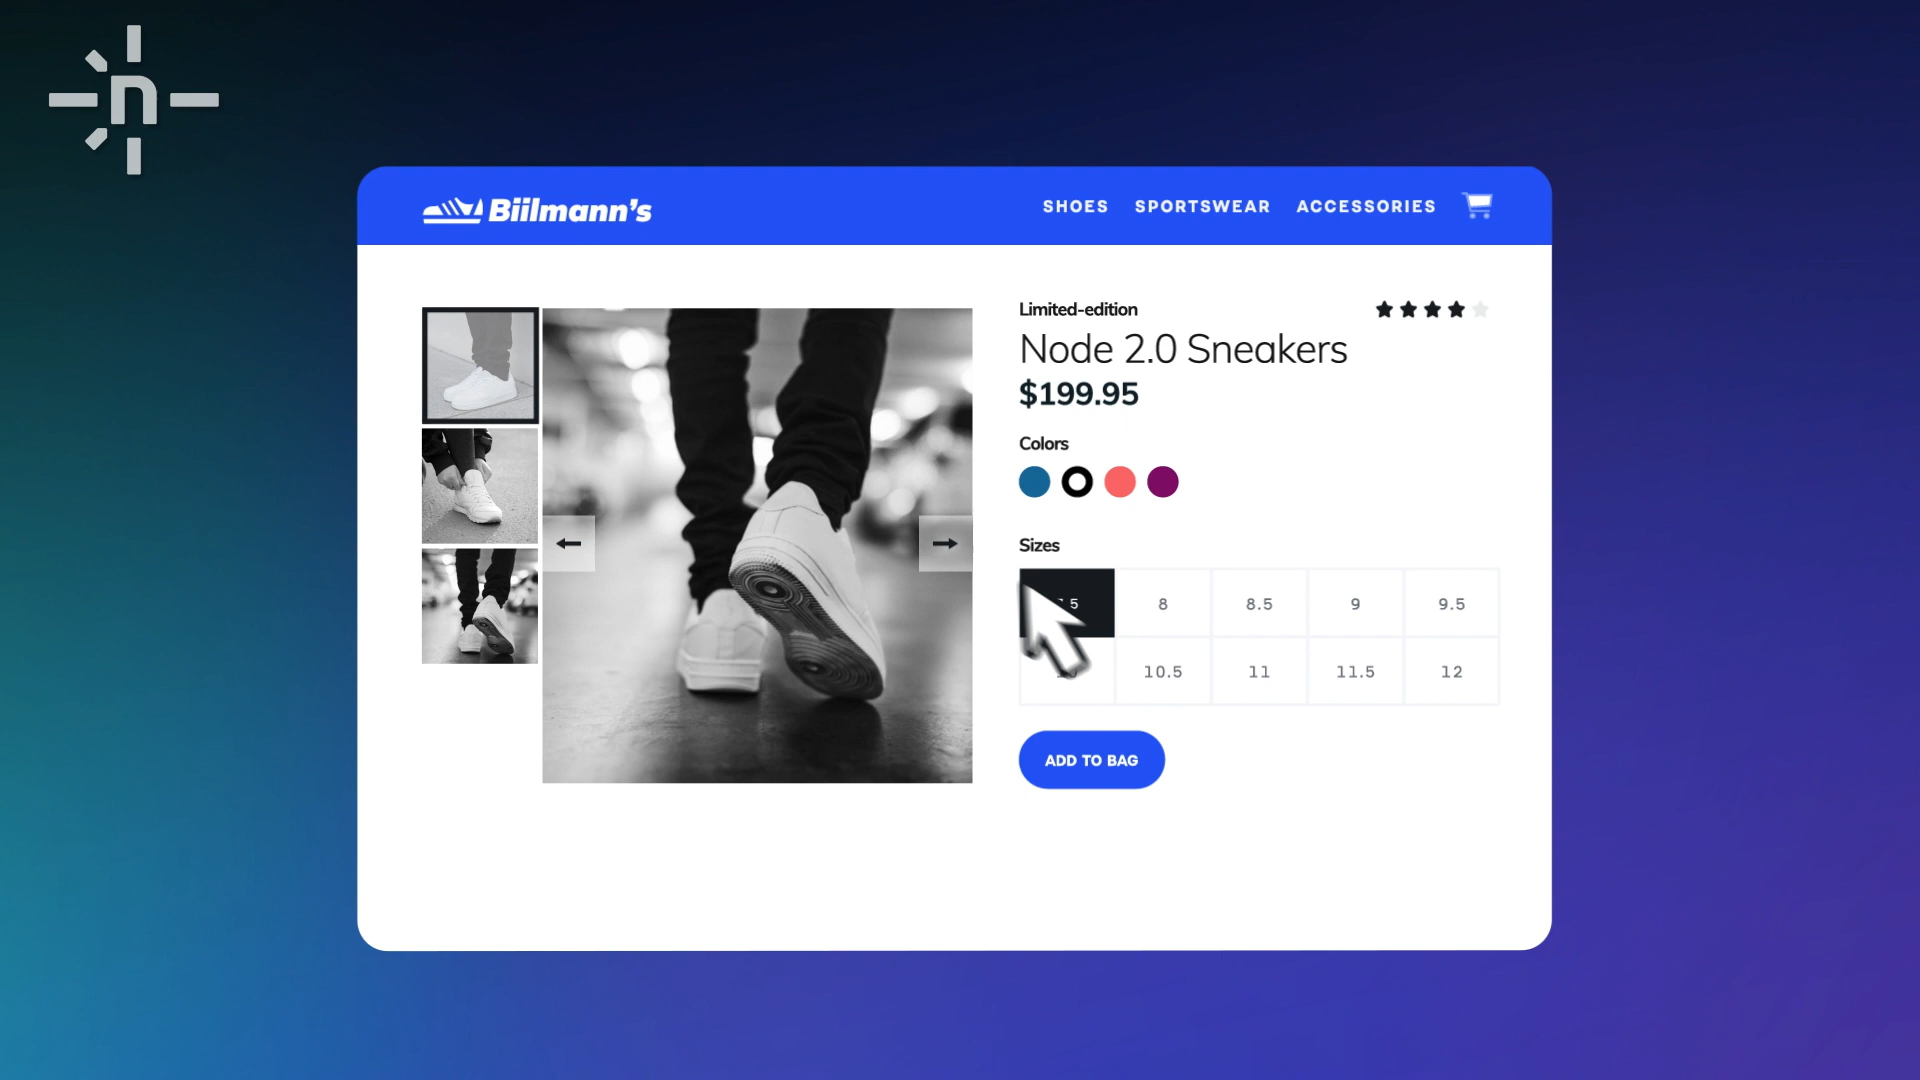 n
Biilmann's
SHOES SPORTSWEAR ACCESSORIES
Limited-edition
Node 2.0 Sneakers
$199.95
Colors
Sizes
8 8.5 9 9.5
10.5 11 11.5 12
ADD TO BAG